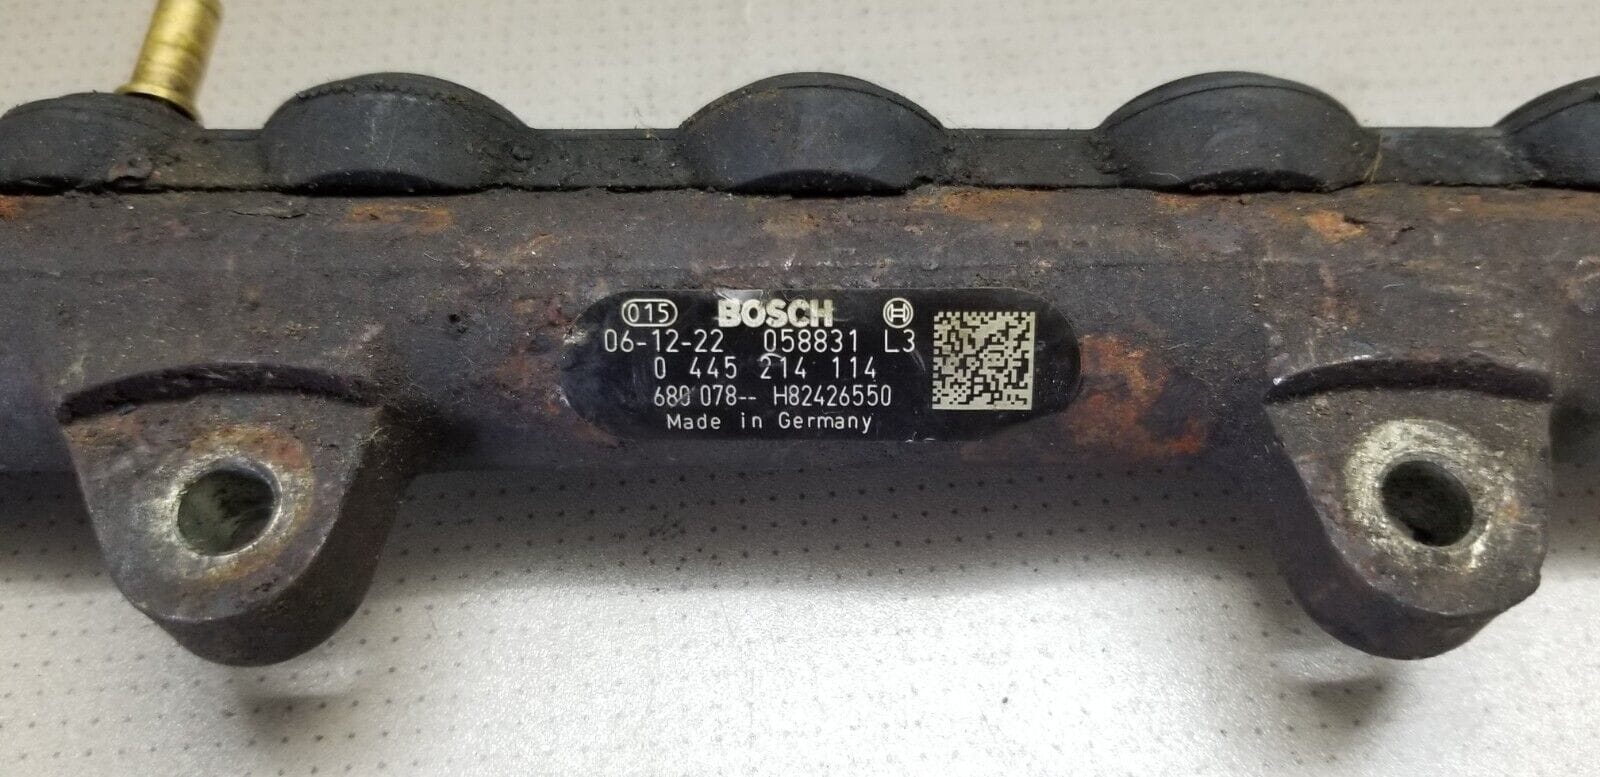 015 BOSCH H
06-12-22 058831 L3
0 445 214 114
680 078-- H82426550
Made in Germany